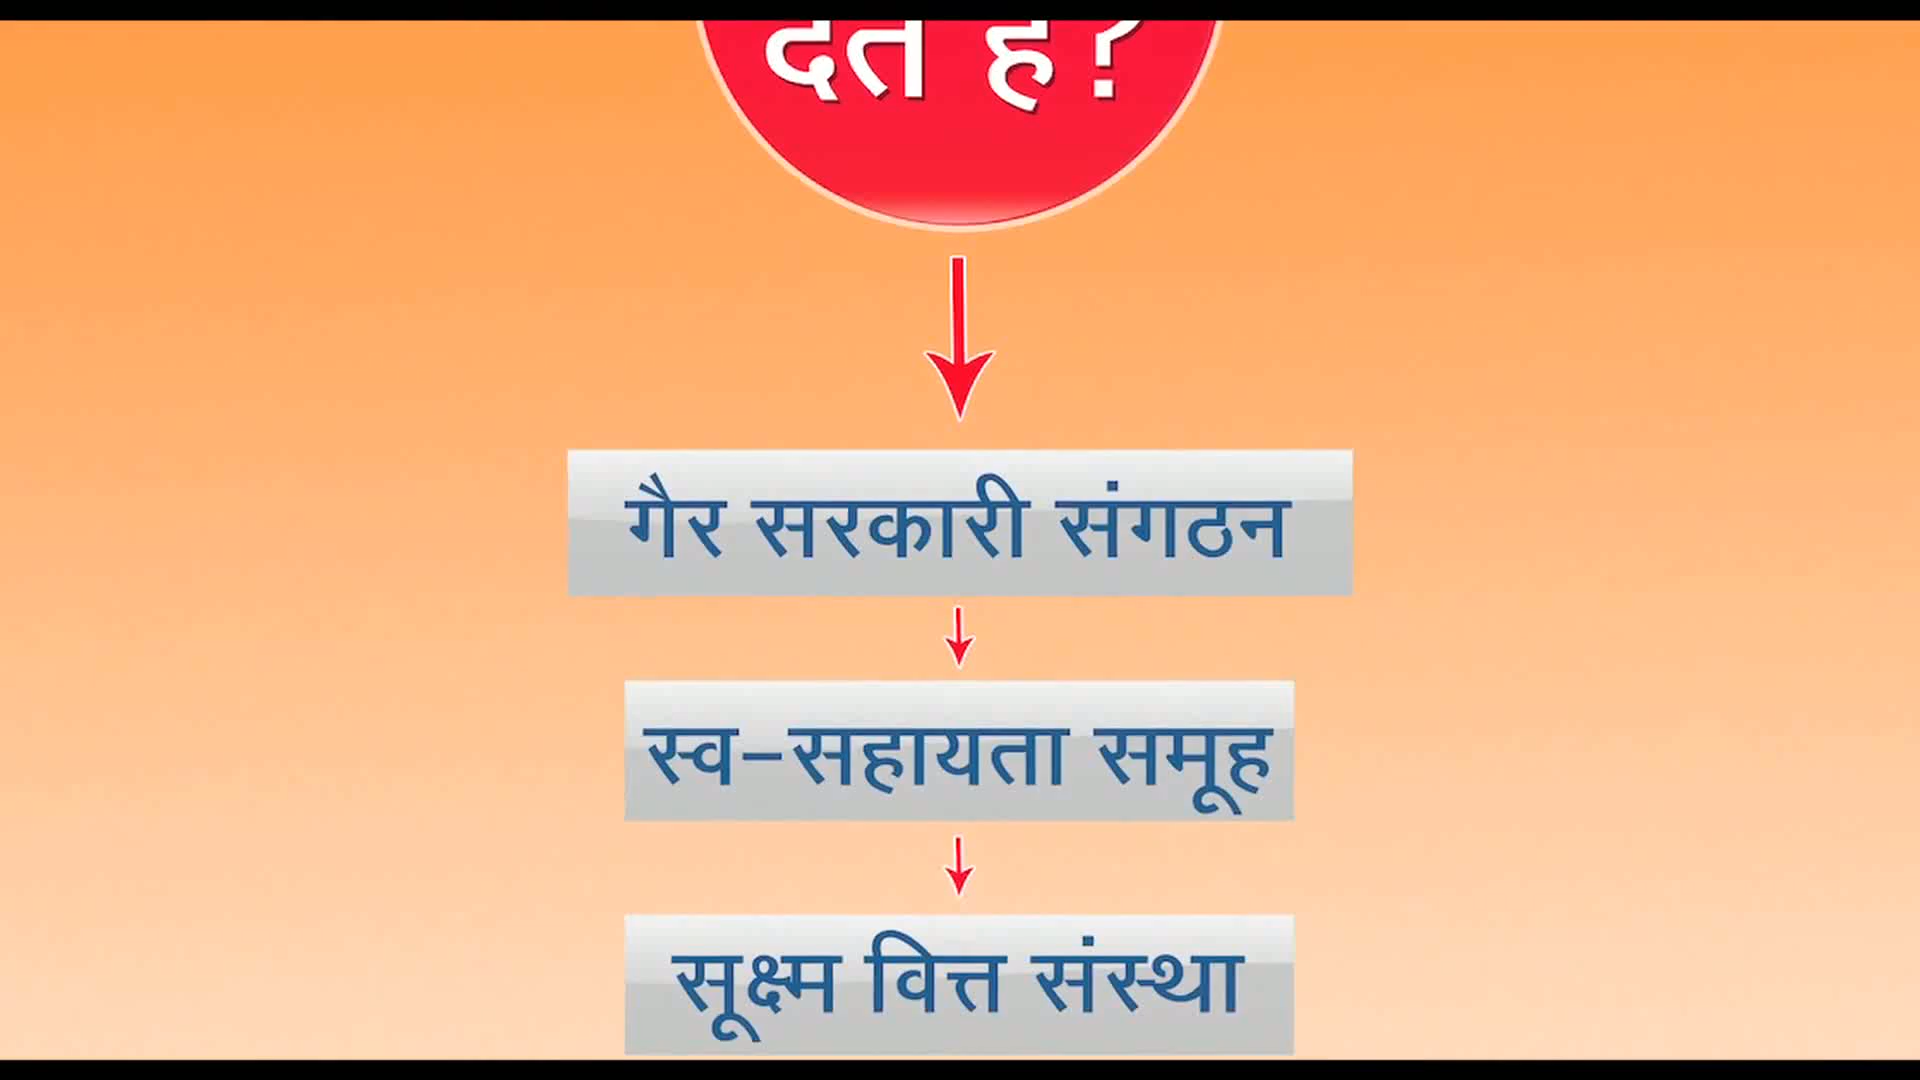 गैर सरकारी संगठन
स्व-सहायता समूह
सूक्ष्म वित्त संस्था